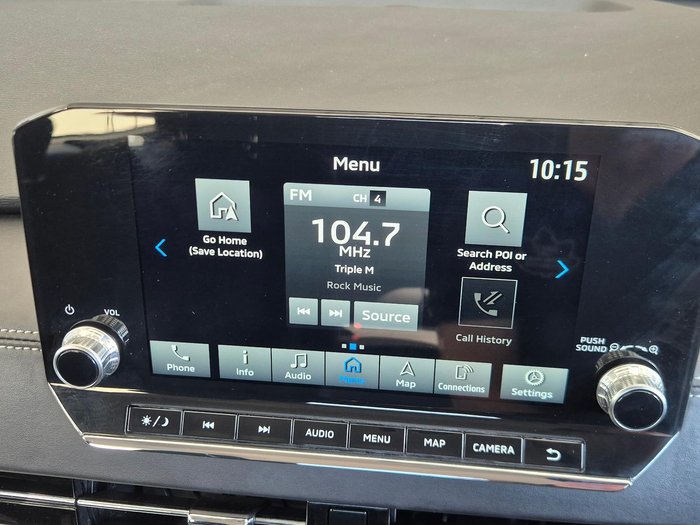 Menu
10:15
Go Home
(Save Location)
FM
CH 4
104.7
MHz
Triple M
Rock Music
Source
Search POI or
Address
Call History
VOL
PUSH
SOUND
Phone
Info
Audio
Menu
Map
Connections
Settings
AUDIO
MENU
MAP
CAMERA